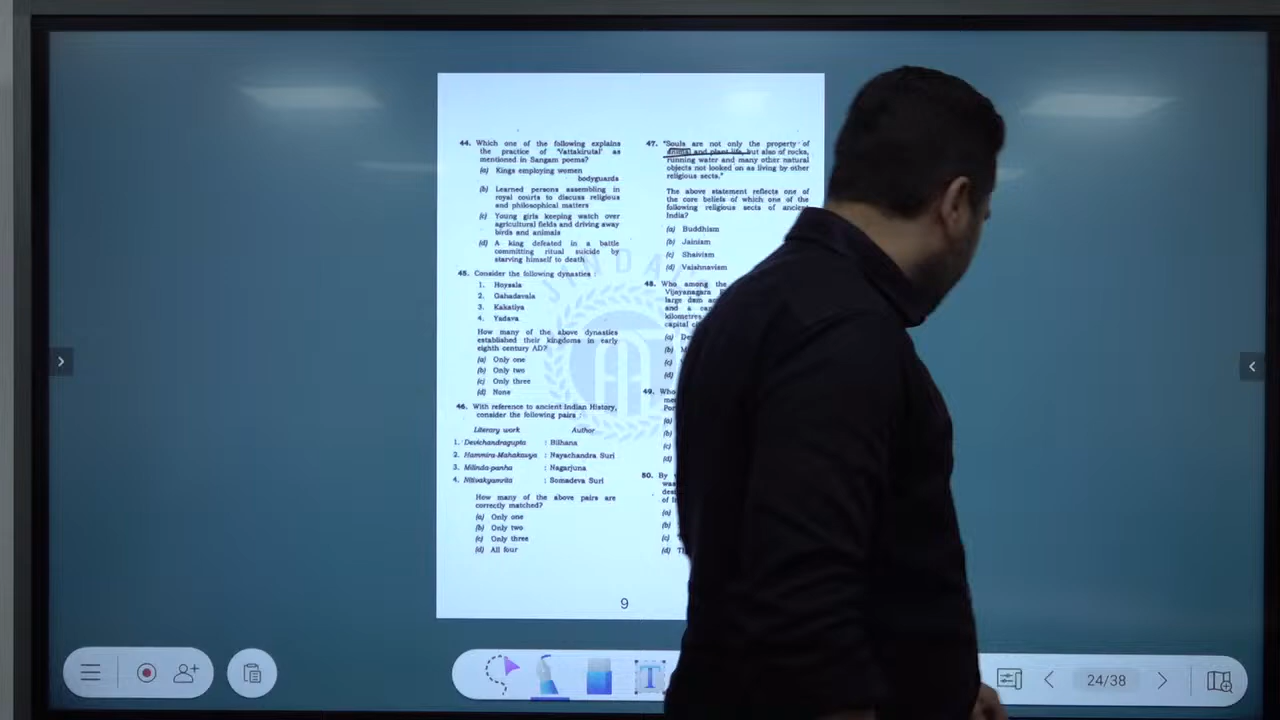 44. Which one of the following explains
the practice of 'Vattakirutal' as
mentioned in Sangam poems?
(a) Kings employing women
bodyguards
(b) Learned persons assembling in
royal courts to discuss religious
and philosophical matters
(c) Young girls keeping watch over
agricultural fields and driving away
birds and animals
(d) A king defeated in a battle
committing ritual suicide by
starving himself to death
45. Consider the following dynasties :
1. Hoysala
2. Gahadavala
3. Kakatiya
4. Yadava
How many of the above dynasties
established their kingdoms in early
eighth century AD?
(a) Only one
(b) Only two
(c) Only three
(d) None
46. With reference to ancient Indian History,
consider the following pairs :
Literary work Author
1. Devichandragupta : Bilhana
2. Hammira-Mahakavya : Nayachandra Suri
3. Milinda-panha : Nagarjuna
4. Nitivakyamrita : Somadeva Suri
How many of the above pairs are
correctly matched?
(a) Only one
(b) Only two
(c) Only three
(d) All four
47. "Souls are not only the property of
animal and plant life, but also of rocks,
running water and many other natural
objects not looked on as living by other
religious sects."
The above statement reflects one of
the core beliefs of which one of the
following religious sects of ancient
India?
(a) Buddhism
(b) Jainism
(c) Shaivism
(d) Vaishnavism
48. Who among the
Vijayanagara
large dam
and a
kilometres
capital
(a)
(b)
(c)
(d)
49. Who
(a)
(b)
(c)
(d)
50. By
(a)
(b)
(c)
(d)
9
T
24/38